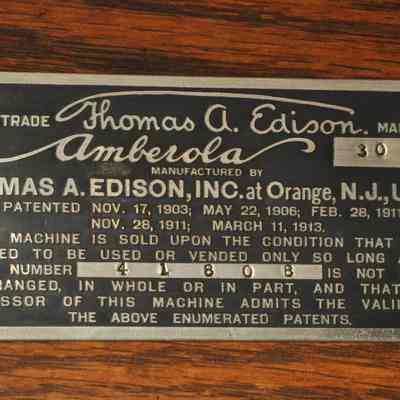 TRADE Thomas A. Edison. MA
Amberola 30
MANUFACTURED BY
MAS A. EDISON, INC. at Orange, N.J., U
PATENTED NOV. 17, 1903; MAY 22, 1906; FEB. 28, 1911
NOV. 28, 1911; MARCH 11, 1913.
MACHINE IS SOLD UPON THE CONDITION THAT
ED TO BE USED OR VENDED ONLY SO LONG A
NUMBER 41808 IS NOT
HANGED, IN WHOLE OR IN PART, AND THAT
SSOR OF THIS MACHINE ADMITS THE VALI
THE ABOVE ENUMERATED PATENTS.